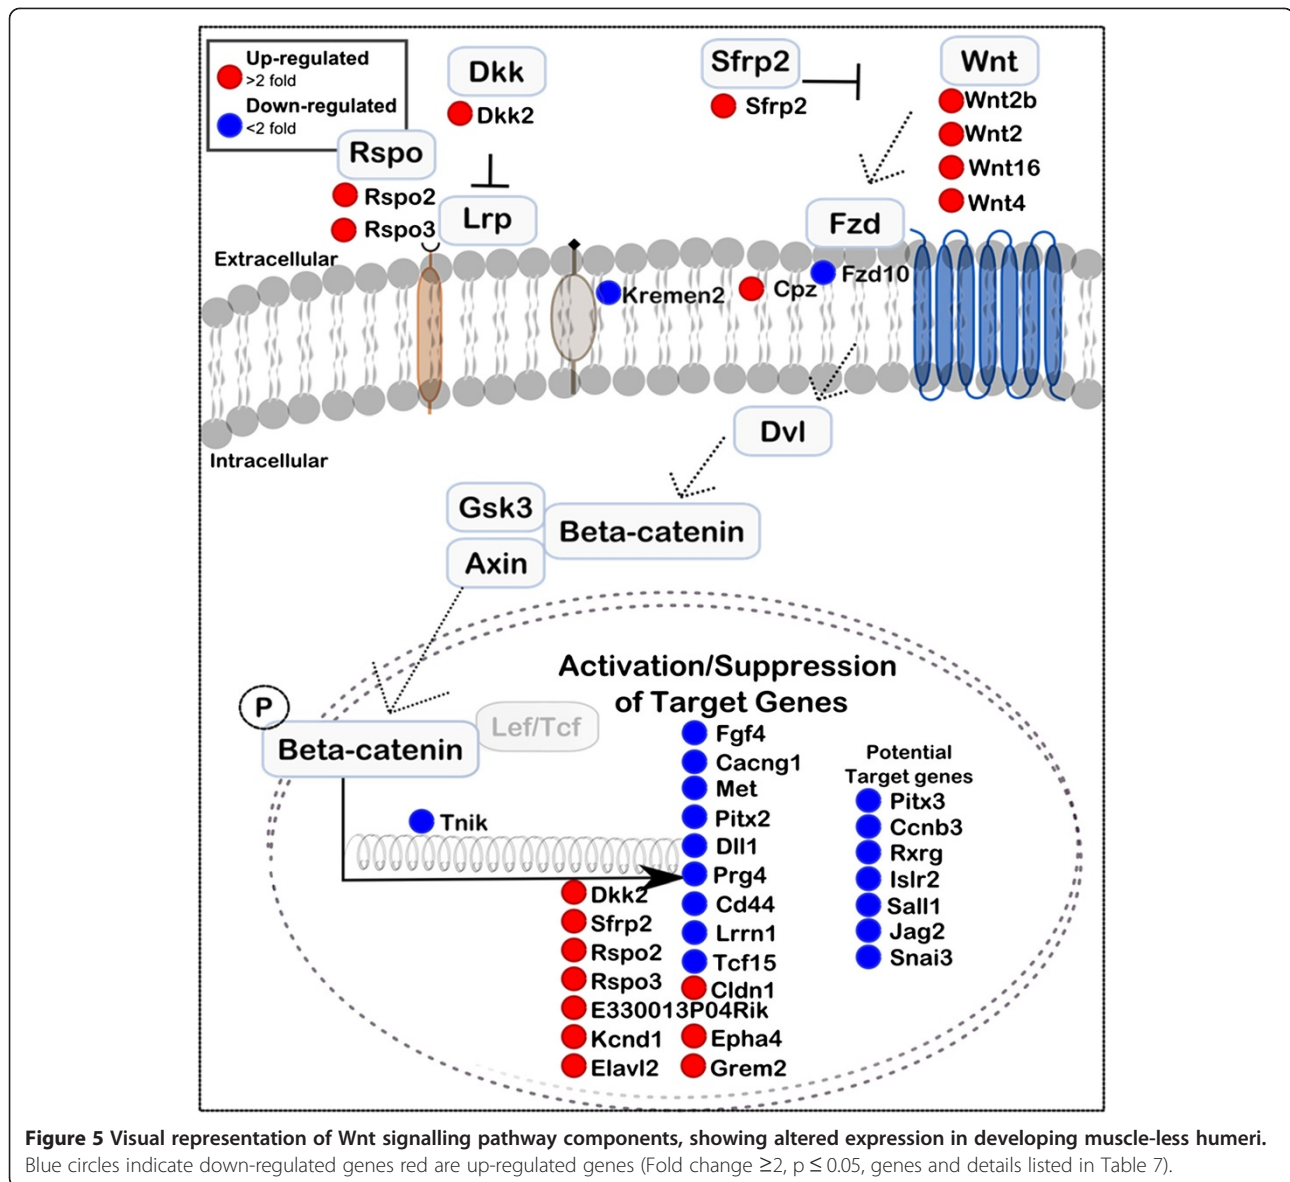 Up-regulated
>2 fold
Down-regulated
<2 fold
Dkk
Dkk2
Sfrp2
Sfrp2
Wnt
Wnt2b
Wnt2
Wnt16
Wnt4
Rspo
Rspo2
Rspo3
Lrp
Fzd
Extracellular
Kremen2
Cpz
Fzd10
Intracellular
Dvl
Gsk3
Axin
Beta-catenin
P
Beta-catenin
Lef/Tcf
Tnik
Activation/Suppression
of Target Genes
Fgf4
Cacng1
Met
Pitx2
Dll1
Prg4
Cd44
Lrrn1
Tcf15
Cldn1
Epha4
Grem2
Dkk2
Sfrp2
Rspo2
Rspo3
E330013P04Rik
Kcnd1
Elavl2
Potential
Target genes
Pitx3
Ccnb3
Rxrg
Islr2
Sall1
Jag2
Snai3
Figure 5 Visual representation of Wnt signalling pathway components, showing altered expression in developing muscle-less humeri.
Blue circles indicate down-regulated genes red are up-regulated genes (Fold change ≥2, p ≤ 0.05, genes and details listed in Table 7).